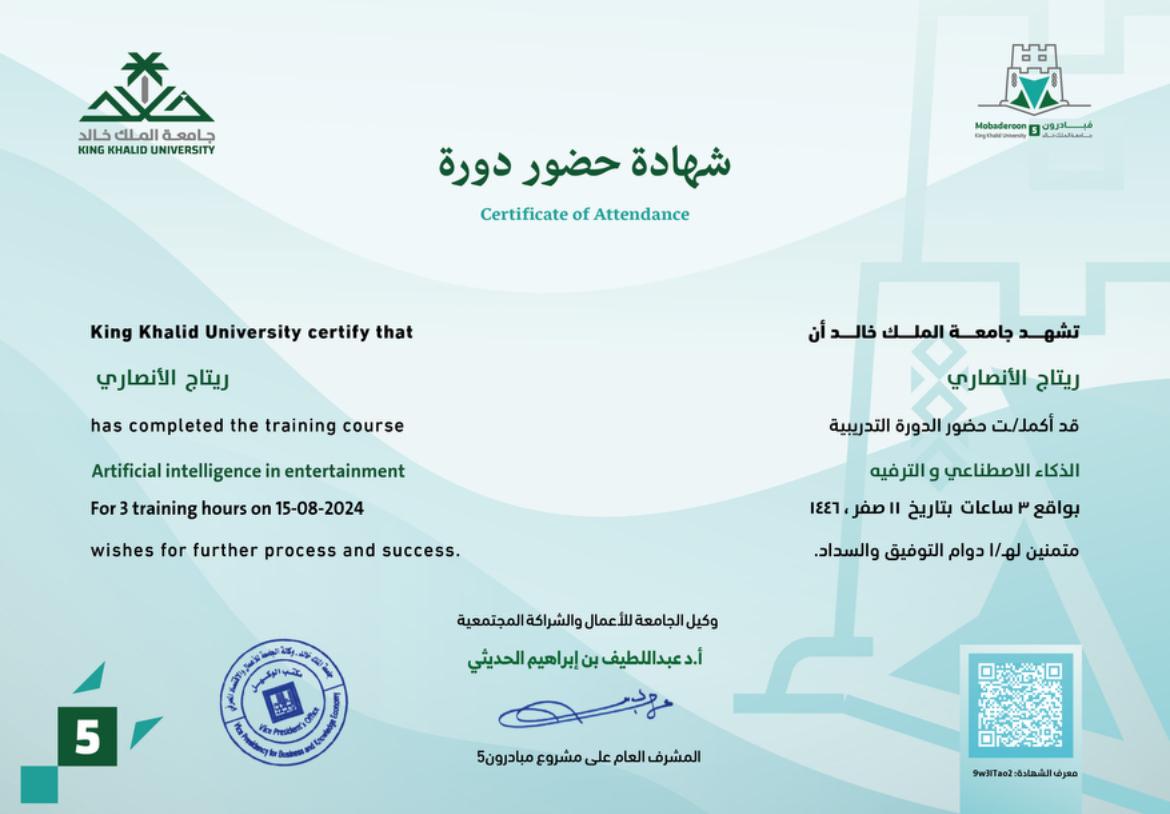 جامعة الملك خالد
KING KHALID UNIVERSITY
مبادرون 5 Mobaderoon
جامعة الملك خالد King Khalid University
شهادة حضور دورة
Certificate of Attendance
تشهد جامعة الملك خالد أن
ريتاج الأنصاري
قد أكمل/ـت حضور الدورة التدريبية
الذكاء الاصطناعي و الترفيه
بواقع ٣ ساعات بتاريخ ١١ صفر ، ١٤٤٦
متمنين لهـ/ا دوام التوفيق والسداد.
King Khalid University certify that
ريتاج الأنصاري
has completed the training course
Artificial intelligence in entertainment
For 3 training hours on 15-08-2024
wishes for further process and success.
وكيل الجامعة للأعمال والشراكة المجتمعية
أ.د عبداللطيف بن إبراهيم الحديثي
المشرف العام على مشروع مبادرون5
جامعة الملك خالد . وكالة الجامعة للأعمال والاقتصاد المعرفي
مكتب الوكيل
Vice President's Office
Vice Presidency for Business and Knowledge Economy
5
معرف الشهادة: 9w3ITao2